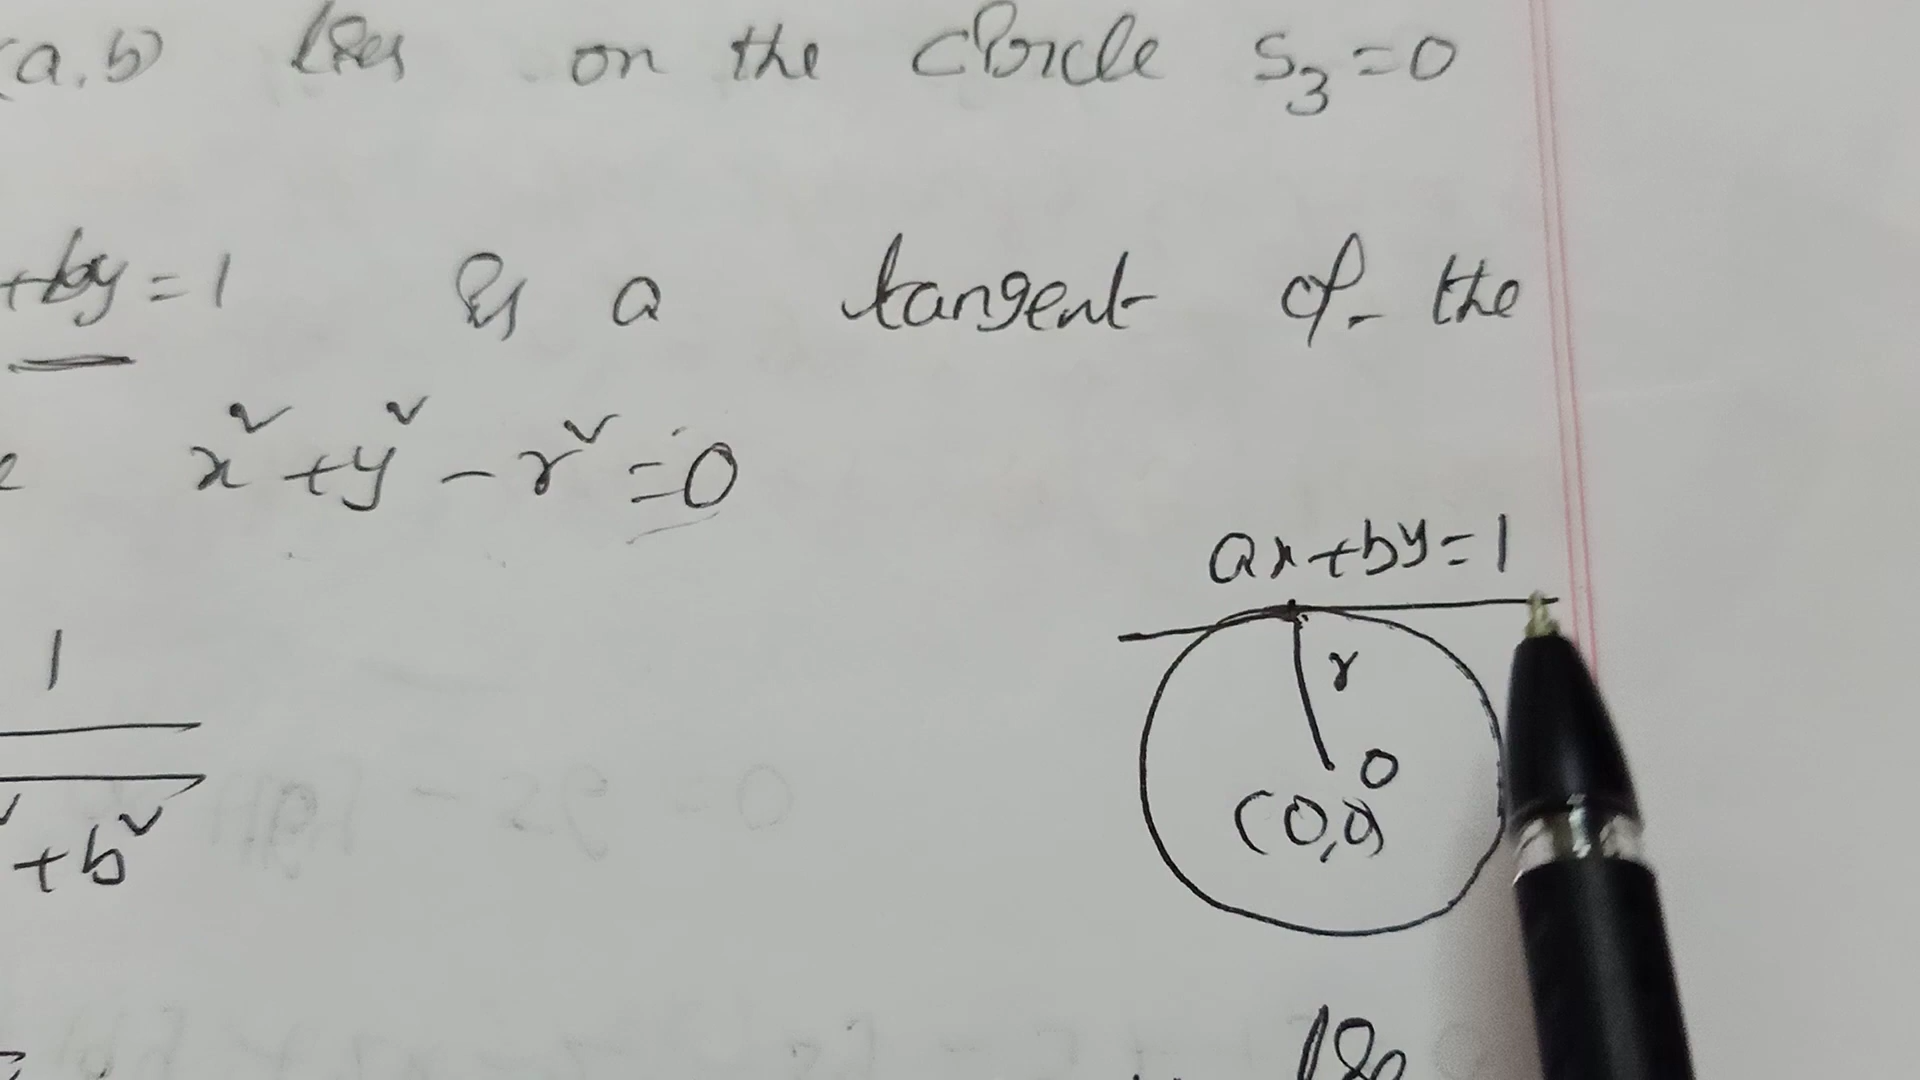 (a,b) lies on the circle S₃=0
+by=1 is a tangent of the
x²+y²-r²=0
ax+by=1
1
r
O
(0,0)
+b²